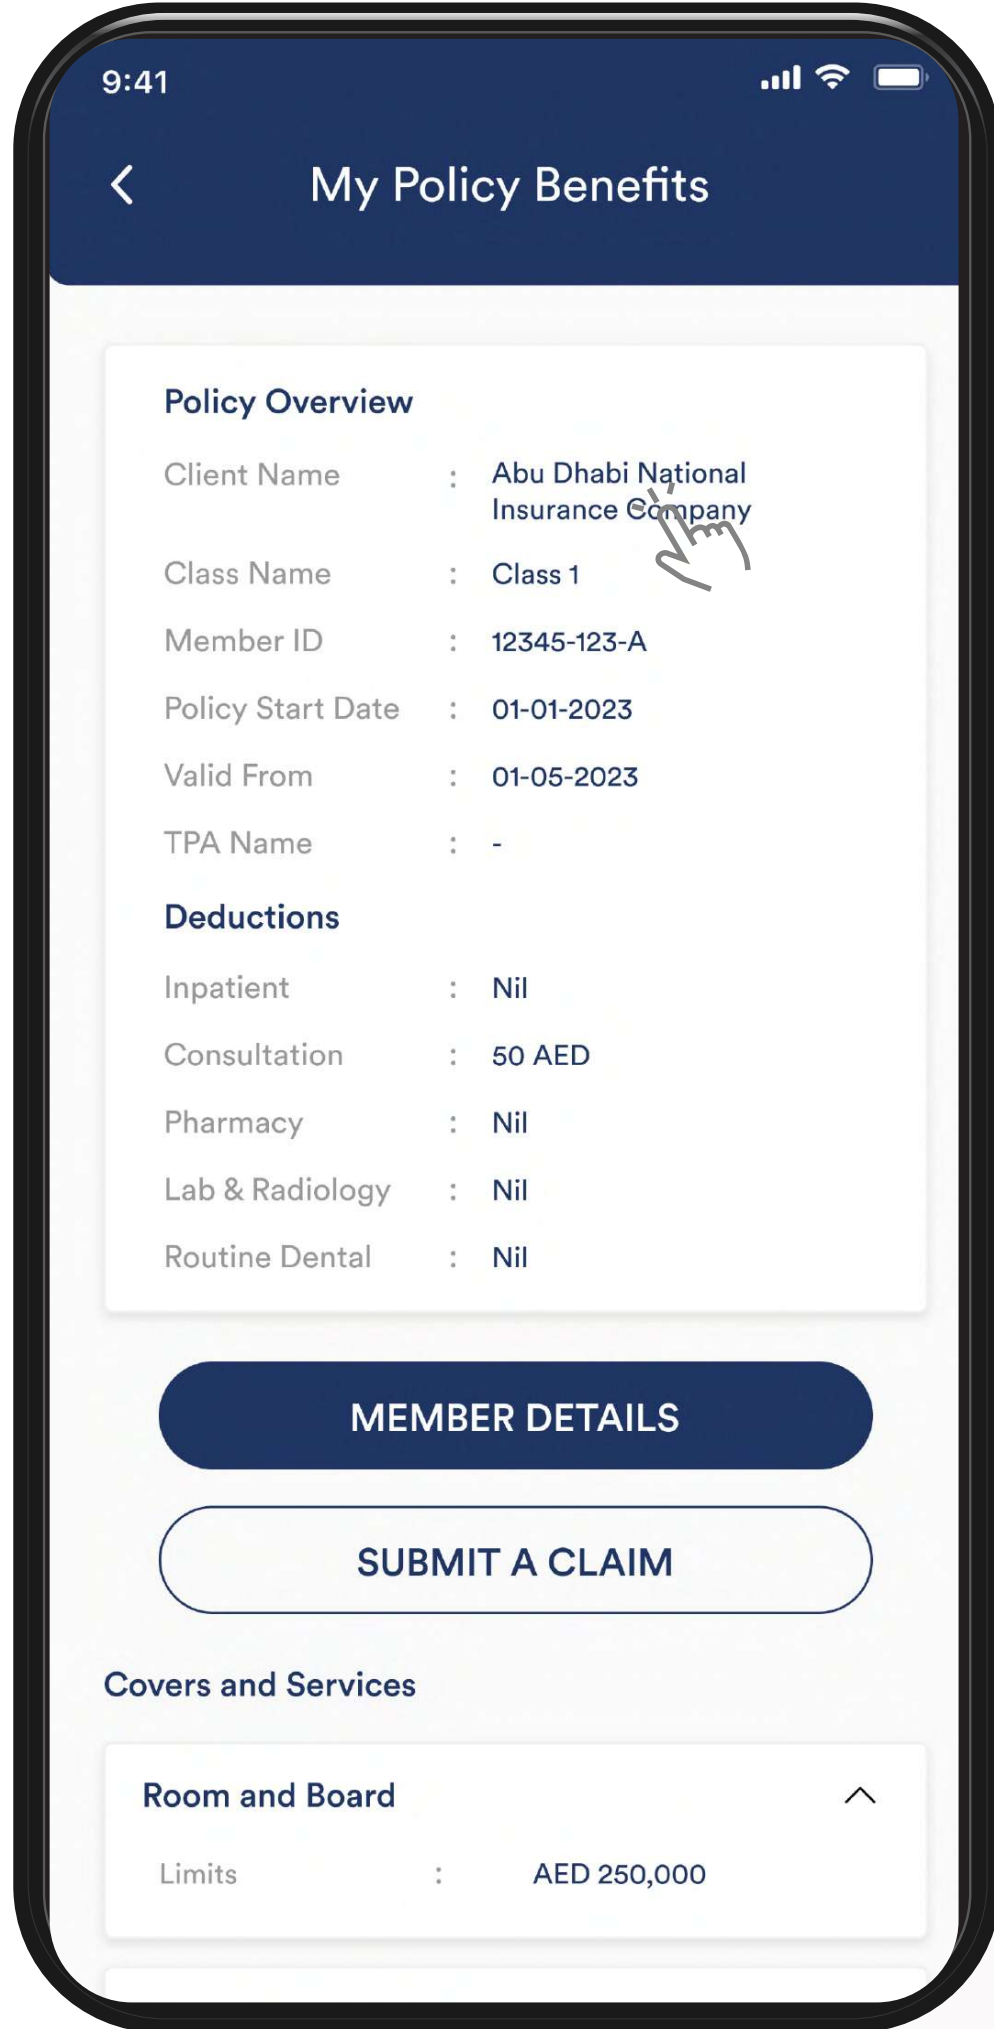 9:41
My Policy Benefits
Policy Overview
Client Name : Abu Dhabi National
Insurance Company
Class Name : Class 1
Member ID : 12345-123-A
Policy Start Date : 01-01-2023
Valid From : 01-05-2023
TPA Name : -
Deductions
Inpatient : Nil
Consultation : 50 AED
Pharmacy : Nil
Lab & Radiology : Nil
Routine Dental : Nil
MEMBER DETAILS
SUBMIT A CLAIM
Covers and Services
Room and Board
Limits : AED 250,000